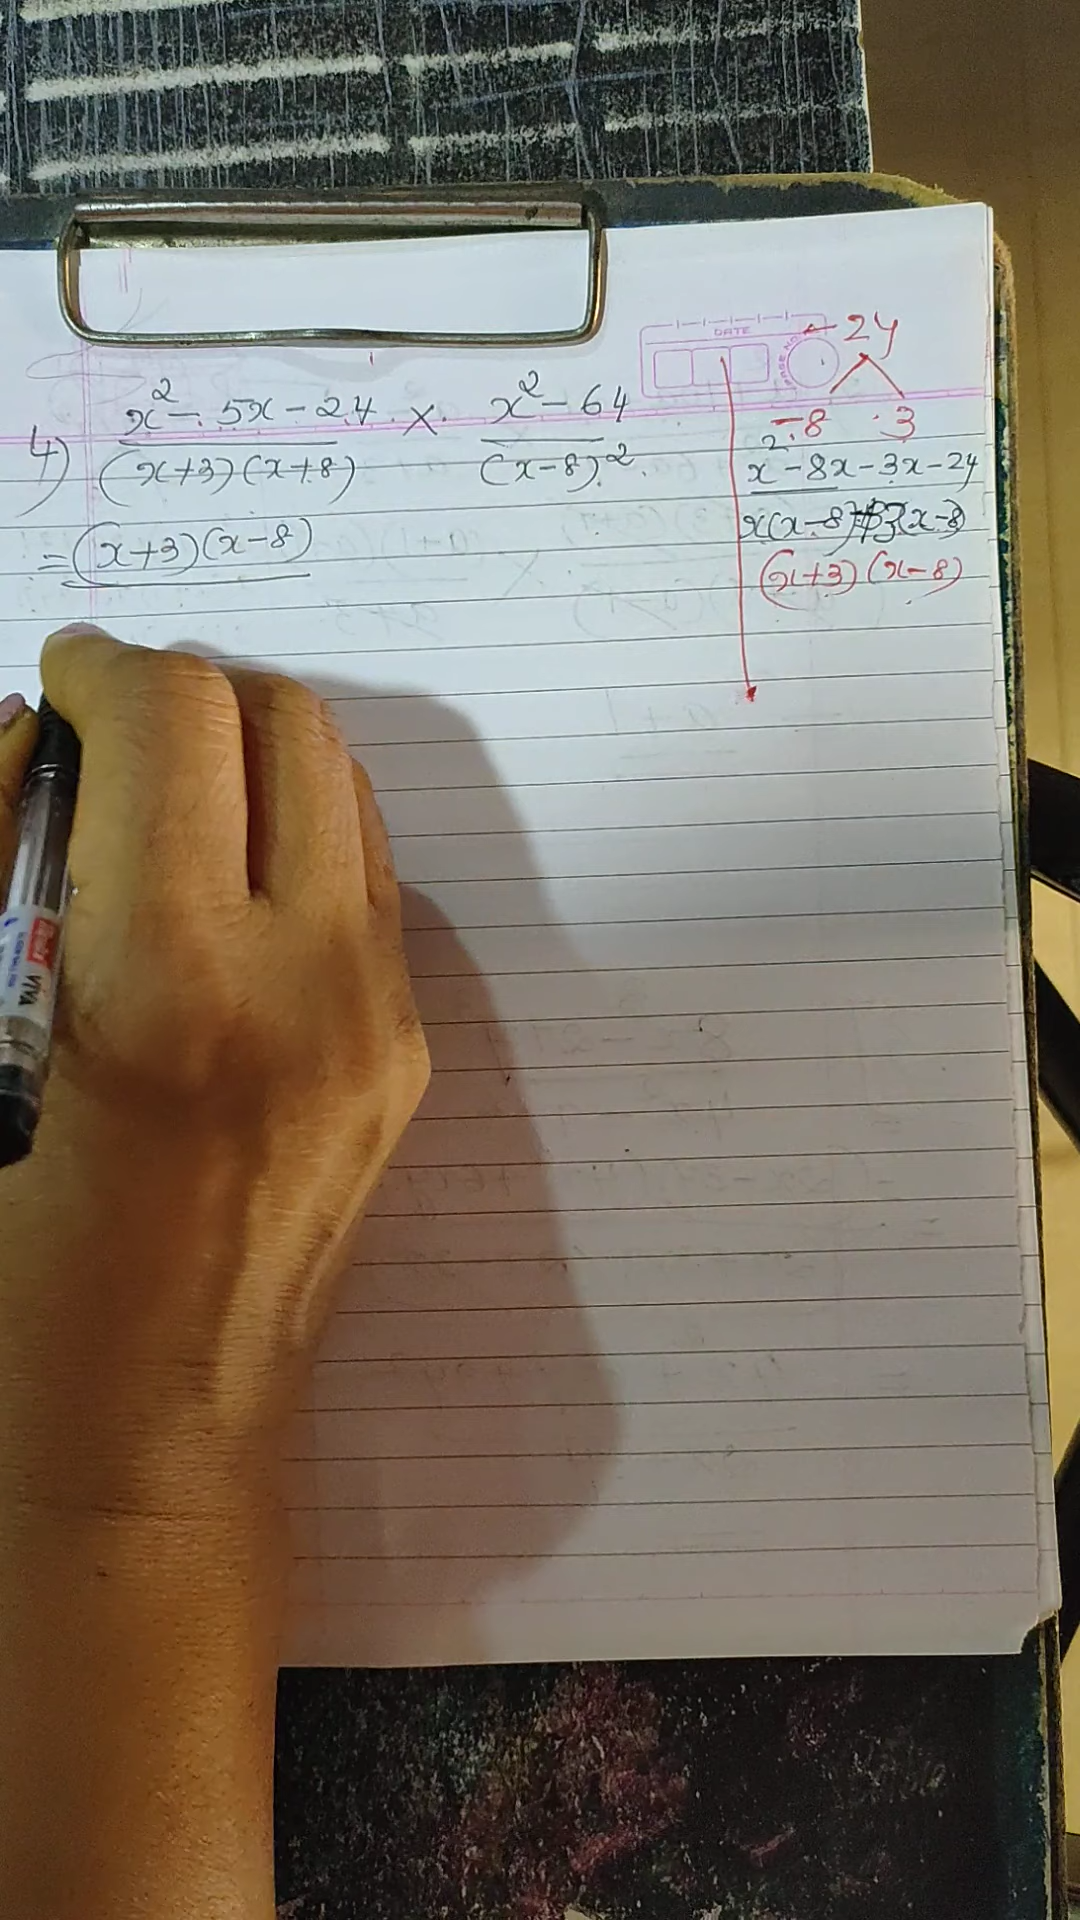 DATE
PAGE NO.
-24
-8 3
4) x² - 5x - 24 × x² - 64
(x+3)(x+8) (x-8)²
x² - 8x - 3x - 24
x(x-8)+3(x-8)
(x+3)(x-8)
= (x+3)(x-8)
VIVA